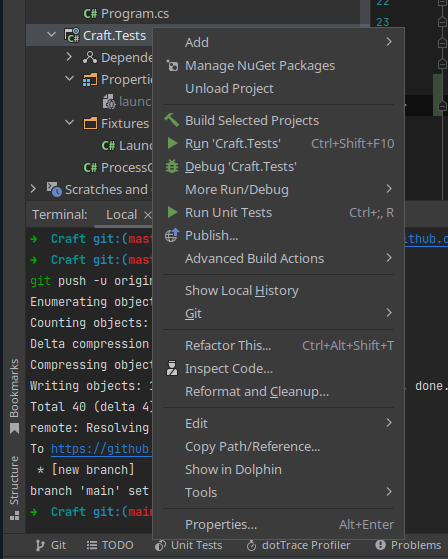 Program.cs
Craft.Tests
Depende
Properti
launc
Fixtures
Launc
ProcessC
Scratches and
22
23
Add
Manage NuGet Packages
Unload Project
Build Selected Projects
Run 'Craft.Tests' Ctrl+Shift+F10
Debug 'Craft.Tests'
More Run/Debug
Run Unit Tests Ctrl+;, R
Publish...
Advanced Build Actions
Show Local History
Git
Refactor This... Ctrl+Alt+Shift+T
Inspect Code...
Reformat and Cleanup...
Edit
Copy Path/Reference...
Show in Dolphin
Tools
Properties... Alt+Enter
Terminal: Local ×
➜ Craft git:(mas ithub.c
➜ Craft git:(mas
git push -u origin
Enumerating object
Counting objects:
Delta compression
Compressing object
Writing objects: 1 , done.
Total 40 (delta 4)
remote: Resolving
To https://github.
* [new branch]
branch 'main' set
➜ Craft git:(mai
Bookmarks
Structure
Git TODO Unit Tests dotTrace Profiler Problems